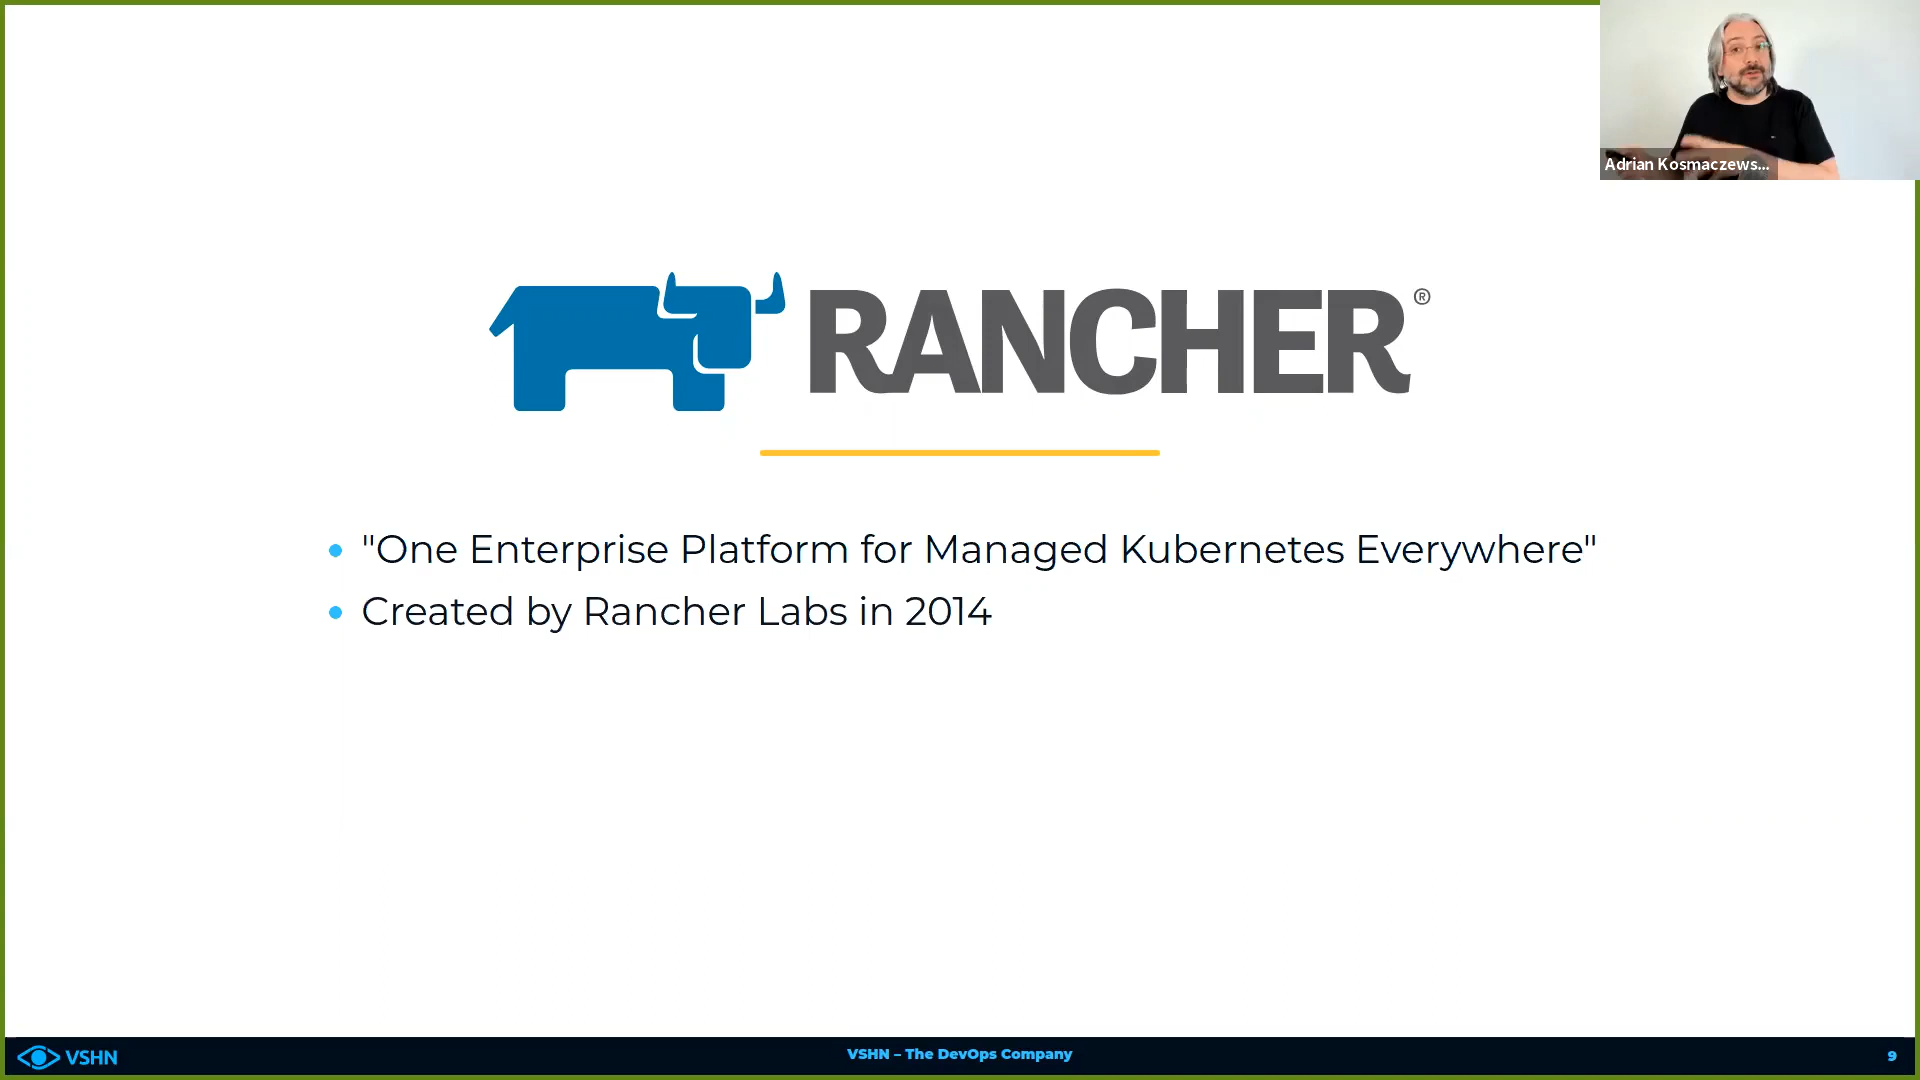 Adrian Kosmaczews...
RANCHER®
"One Enterprise Platform for Managed Kubernetes Everywhere"
Created by Rancher Labs in 2014
VSHN
VSHN – The DevOps Company
9